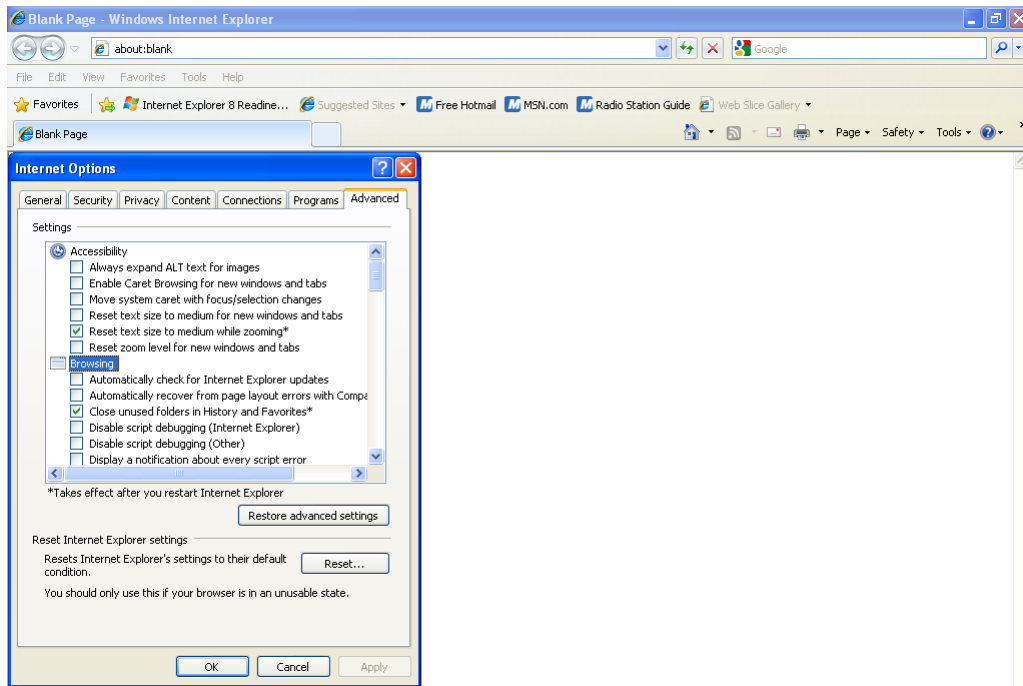 Blank Page - Windows Internet Explorer
about:blank
Google
File Edit View Favorites Tools Help
Favorites Internet Explorer 8 Readine... Suggested Sites Free Hotmail MSN.com Radio Station Guide Web Slice Gallery
Blank Page Page Safety Tools
Internet Options
General Security Privacy Content Connections Programs Advanced
Settings
Accessibility
Always expand ALT text for images
Enable Caret Browsing for new windows and tabs
Move system caret with focus/selection changes
Reset text size to medium for new windows and tabs
Reset text size to medium while zooming*
Reset zoom level for new windows and tabs
Browsing
Automatically check for Internet Explorer updates
Automatically recover from page layout errors with Compa
Close unused folders in History and Favorites*
Disable script debugging (Internet Explorer)
Disable script debugging (Other)
Display a notification about every script error
*Takes effect after you restart Internet Explorer
Restore advanced settings
Reset Internet Explorer settings
Resets Internet Explorer's settings to their default
condition.
Reset...
You should only use this if your browser is in an unusable state.
OK Cancel Apply